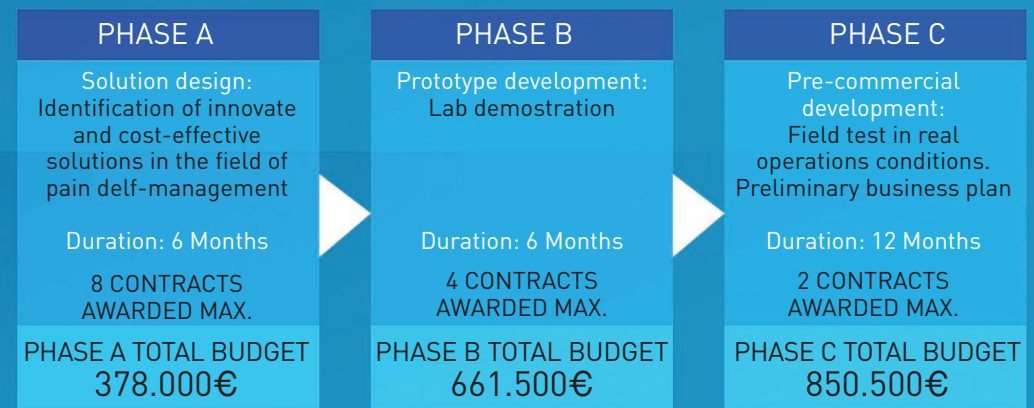 PHASE A
Solution design:
Identification of innovate
and cost-effective
solutions in the field of
pain delf-management
Duration: 6 Months
8 CONTRACTS
AWARDED MAX.
PHASE A TOTAL BUDGET
378.000€
PHASE B
Prototype development:
Lab demostration
Duration: 6 Months
4 CONTRACTS
AWARDED MAX.
PHASE B TOTAL BUDGET
661.500€
PHASE C
Pre-commercial
development:
Field test in real
operations conditions.
Preliminary business plan
Duration: 12 Months
2 CONTRACTS
AWARDED MAX.
PHASE C TOTAL BUDGET
850.500€